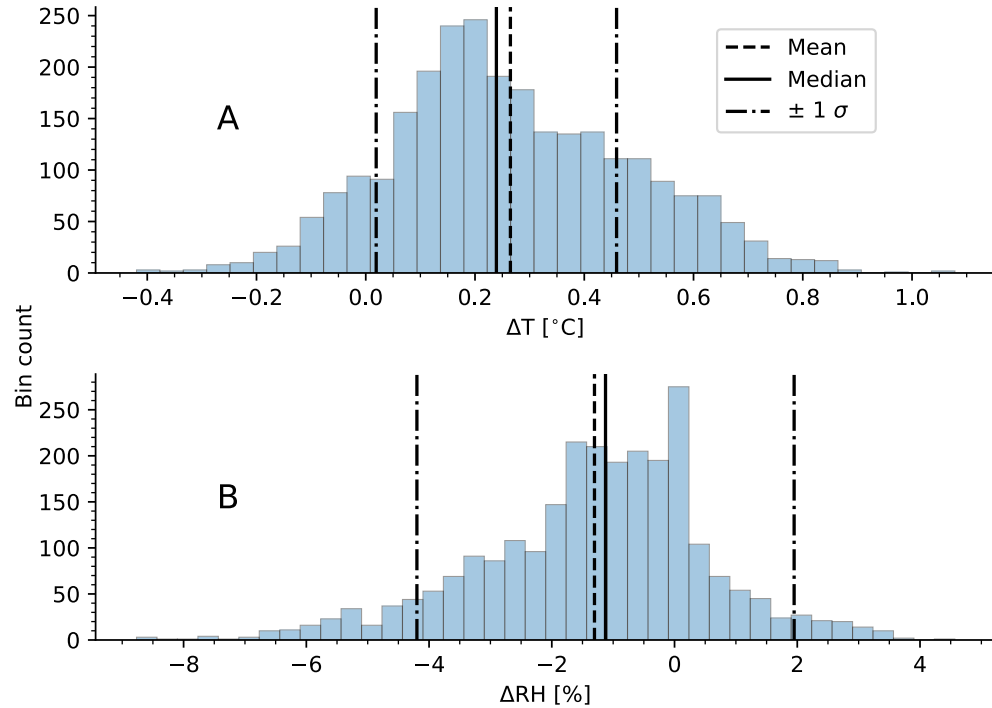 250
200
150
100
50
0
A
Mean
Median
± 1 σ
−0.4 −0.2 0.0 0.2 0.4 0.6 0.8 1.0
ΔT [°C]
Bin count
250
200
150
100
50
0
B
−8 −6 −4 −2 0 2 4
ΔRH [%]